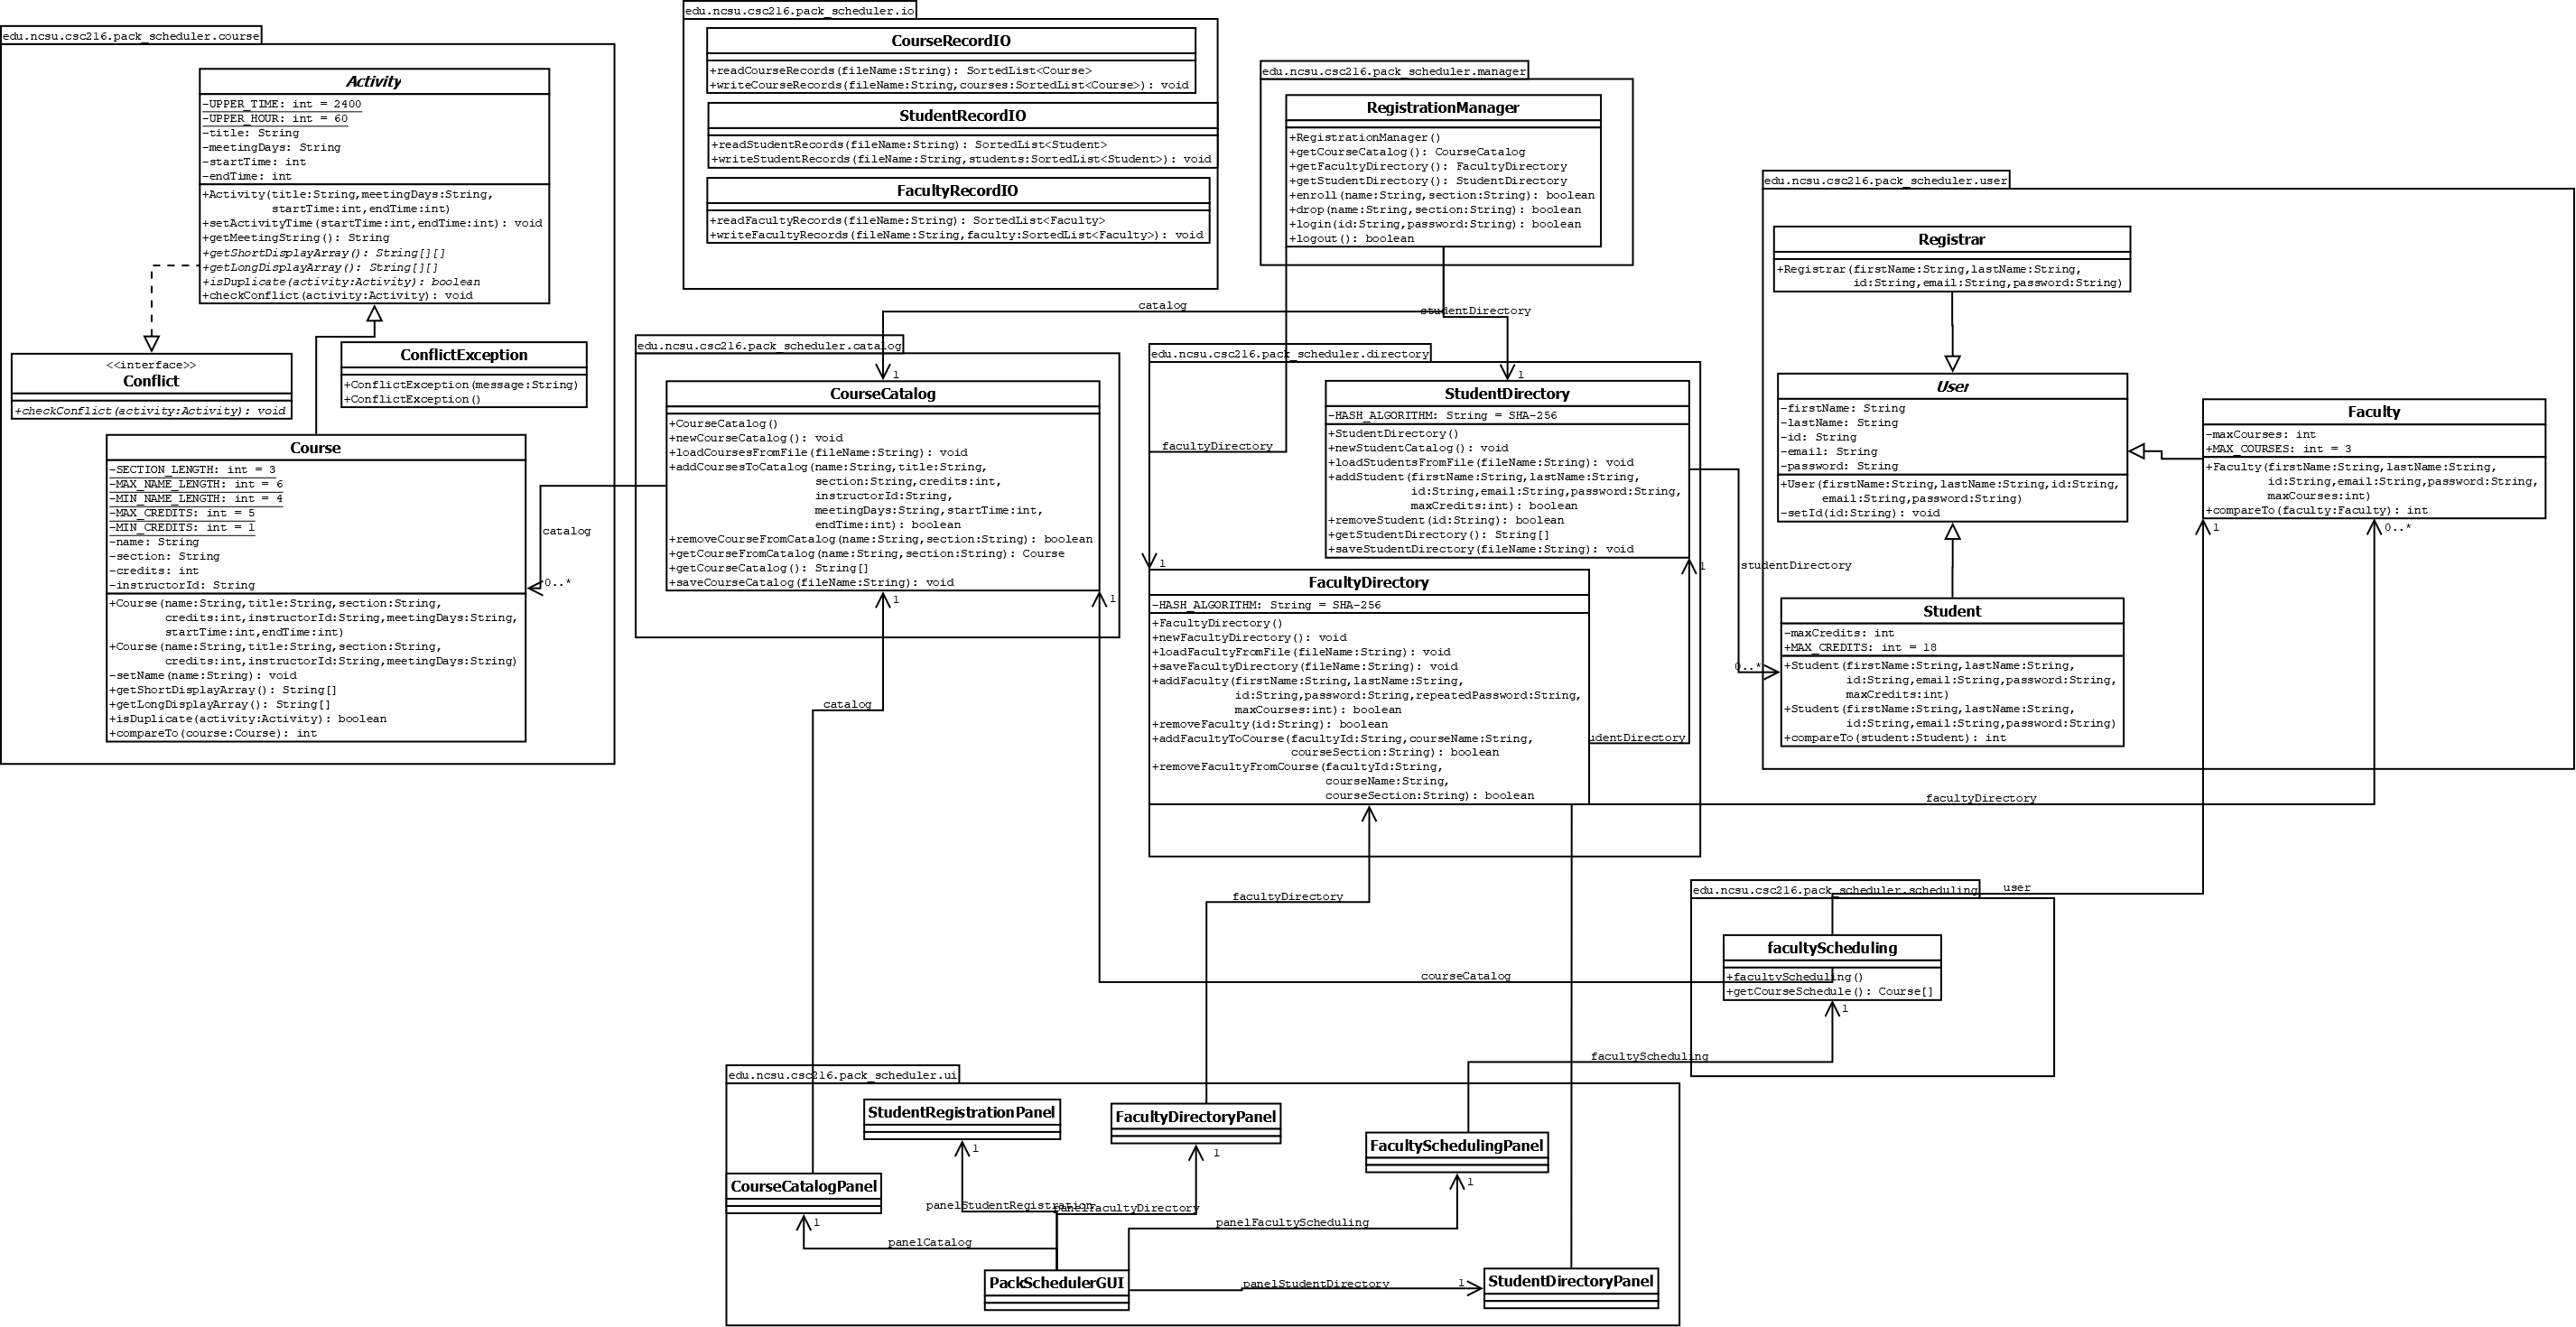 edu.ncsu.csc216.pack_scheduler.course
Activity
-UPPER_TIME: int = 2400
-UPPER_HOUR: int = 60
-title: String
-meetingDays: String
-startTime: int
-endTime: int
+Activity(title:String,meetingDays:String,
startTime:int,endTime:int)
+setActivityTime(startTime:int,endTime:int): void
+getMeetingString(): String
+getShortDisplayArray(): String[][]
+getLongDisplayArray(): String[][]
+isDuplicate(activity:Activity): boolean
+checkConflict(activity:Activity): void
<<interface>>
Conflict
+checkConflict(activity:Activity): void
ConflictException
+ConflictException(message:String)
+ConflictException()
Course
-SECTION_LENGTH: int = 3
-MAX_NAME_LENGTH: int = 6
-MIN_NAME_LENGTH: int = 4
-MAX_CREDITS: int = 5
-MIN_CREDITS: int = 1
-name: String
-section: String
-credits: int
-instructorId: String
+Course(name:String,title:String,section:String,
credits:int,instructorId:String,meetingDays:String,
startTime:int,endTime:int)
+Course(name:String,title:String,section:String,
credits:int,instructorId:String,meetingDays:String)
-setName(name:String): void
+getShortDisplayArray(): String[]
+getLongDisplayArray(): String[]
+isDuplicate(activity:Activity): boolean
+compareTo(course:Course): int
catalog
0..*
edu.ncsu.csc216.pack_scheduler.io
CourseRecordIO
+readCourseRecords(fileName:String): SortedList<Course>
+writeCourseRecords(fileName:String,courses:SortedList<Course>): void
StudentRecordIO
+readStudentRecords(fileName:String): SortedList<Student>
+writeStudentRecords(fileName:String,students:SortedList<Student>): void
FacultyRecordIO
+readFacultyRecords(fileName:String): SortedList<Faculty>
+writeFacultyRecords(fileName:String,faculty:SortedList<Faculty>): void
edu.ncsu.csc216.pack_scheduler.manager
RegistrationManager
+RegistrationManager()
+getCourseCatalog(): CourseCatalog
+getFacultyDirectory(): FacultyDirectory
+getStudentDirectory(): StudentDirectory
+enroll(name:String,section:String): boolean
+drop(name:String,section:String): boolean
+login(id:String,password:String): boolean
+logout(): boolean
catalog
studentDirectory
1
1
facultyDirectory
1
edu.ncsu.csc216.pack_scheduler.catalog
CourseCatalog
+CourseCatalog()
+newCourseCatalog(): void
+loadCoursesFromFile(fileName:String): void
+addCoursesToCatalog(name:String,title:String,
section:String,credits:int,
instructorId:String,
meetingDays:String,startTime:int,
endTime:int): boolean
+removeCourseFromCatalog(name:String,section:String): boolean
+getCourseFromCatalog(name:String,section:String): Course
+getCourseCatalog(): String[]
+saveCourseCatalog(fileName:String): void
1
1
catalog
edu.ncsu.csc216.pack_scheduler.directory
StudentDirectory
-HASH_ALGORITHM: String = SHA-256
+StudentDirectory()
+newStudentCatalog(): void
+loadStudentsFromFile(fileName:String): void
+addStudent(firstName:String,lastName:String,
id:String,email:String,password:String,
maxCredits:int): boolean
+removeStudent(id:String): boolean
+getStudentDirectory(): String[]
+saveStudentDirectory(fileName:String): void
1
studentDirectory
0..*
FacultyDirectory
-HASH_ALGORITHM: String = SHA-256
+FacultyDirectory()
+newFacultyDirectory(): void
+loadFacultyFromFile(fileName:String): void
+saveFacultyDirectory(fileName:String): void
+addFaculty(firstName:String,lastName:String,
id:String,password:String,repeatedPassword:String,
maxCourses:int): boolean
+removeFaculty(id:String): boolean
+addFacultyToCourse(facultyId:String,courseName:String,
courseSection:String): boolean
+removeFacultyFromCourse(facultyId:String,
courseName:String,
courseSection:String): boolean
udentDirectory
facultyDirectory
facultyDirectory
edu.ncsu.csc216.pack_scheduler.user
Registrar
+Registrar(firstName:String,lastName:String,
id:String,email:String,password:String)
User
-firstName: String
-lastName: String
-id: String
-email: String
-password: String
+User(firstName:String,lastName:String,id:String,
email:String,password:String)
-setId(id:String): void
Faculty
-maxCourses: int
+MAX_COURSES: int = 3
+Faculty(firstName:String,lastName:String,
id:String,email:String,password:String,
maxCourses:int)
+compareTo(faculty:Faculty): int
1
0..*
Student
-maxCredits: int
+MAX_CREDITS: int = 18
+Student(firstName:String,lastName:String,
id:String,email:String,password:String,
maxCredits:int)
+Student(firstName:String,lastName:String,
id:String,email:String,password:String)
+compareTo(student:Student): int
edu.ncsu.csc216.pack_scheduler.scheduling
user
facultyScheduling
+facultyScheduling()
+getCourseSchedule(): Course[]
courseCatalog
1
facultyScheduling
edu.ncsu.csc216.pack_scheduler.ui
StudentRegistrationPanel
1
FacultyDirectoryPanel
1
FacultySchedulingPanel
1
CourseCatalogPanel
1
panelStudentRegistration
panelFacultyDirectory
panelFacultyScheduling
panelCatalog
PackSchedulerGUI
panelStudentDirectory
1
StudentDirectoryPanel